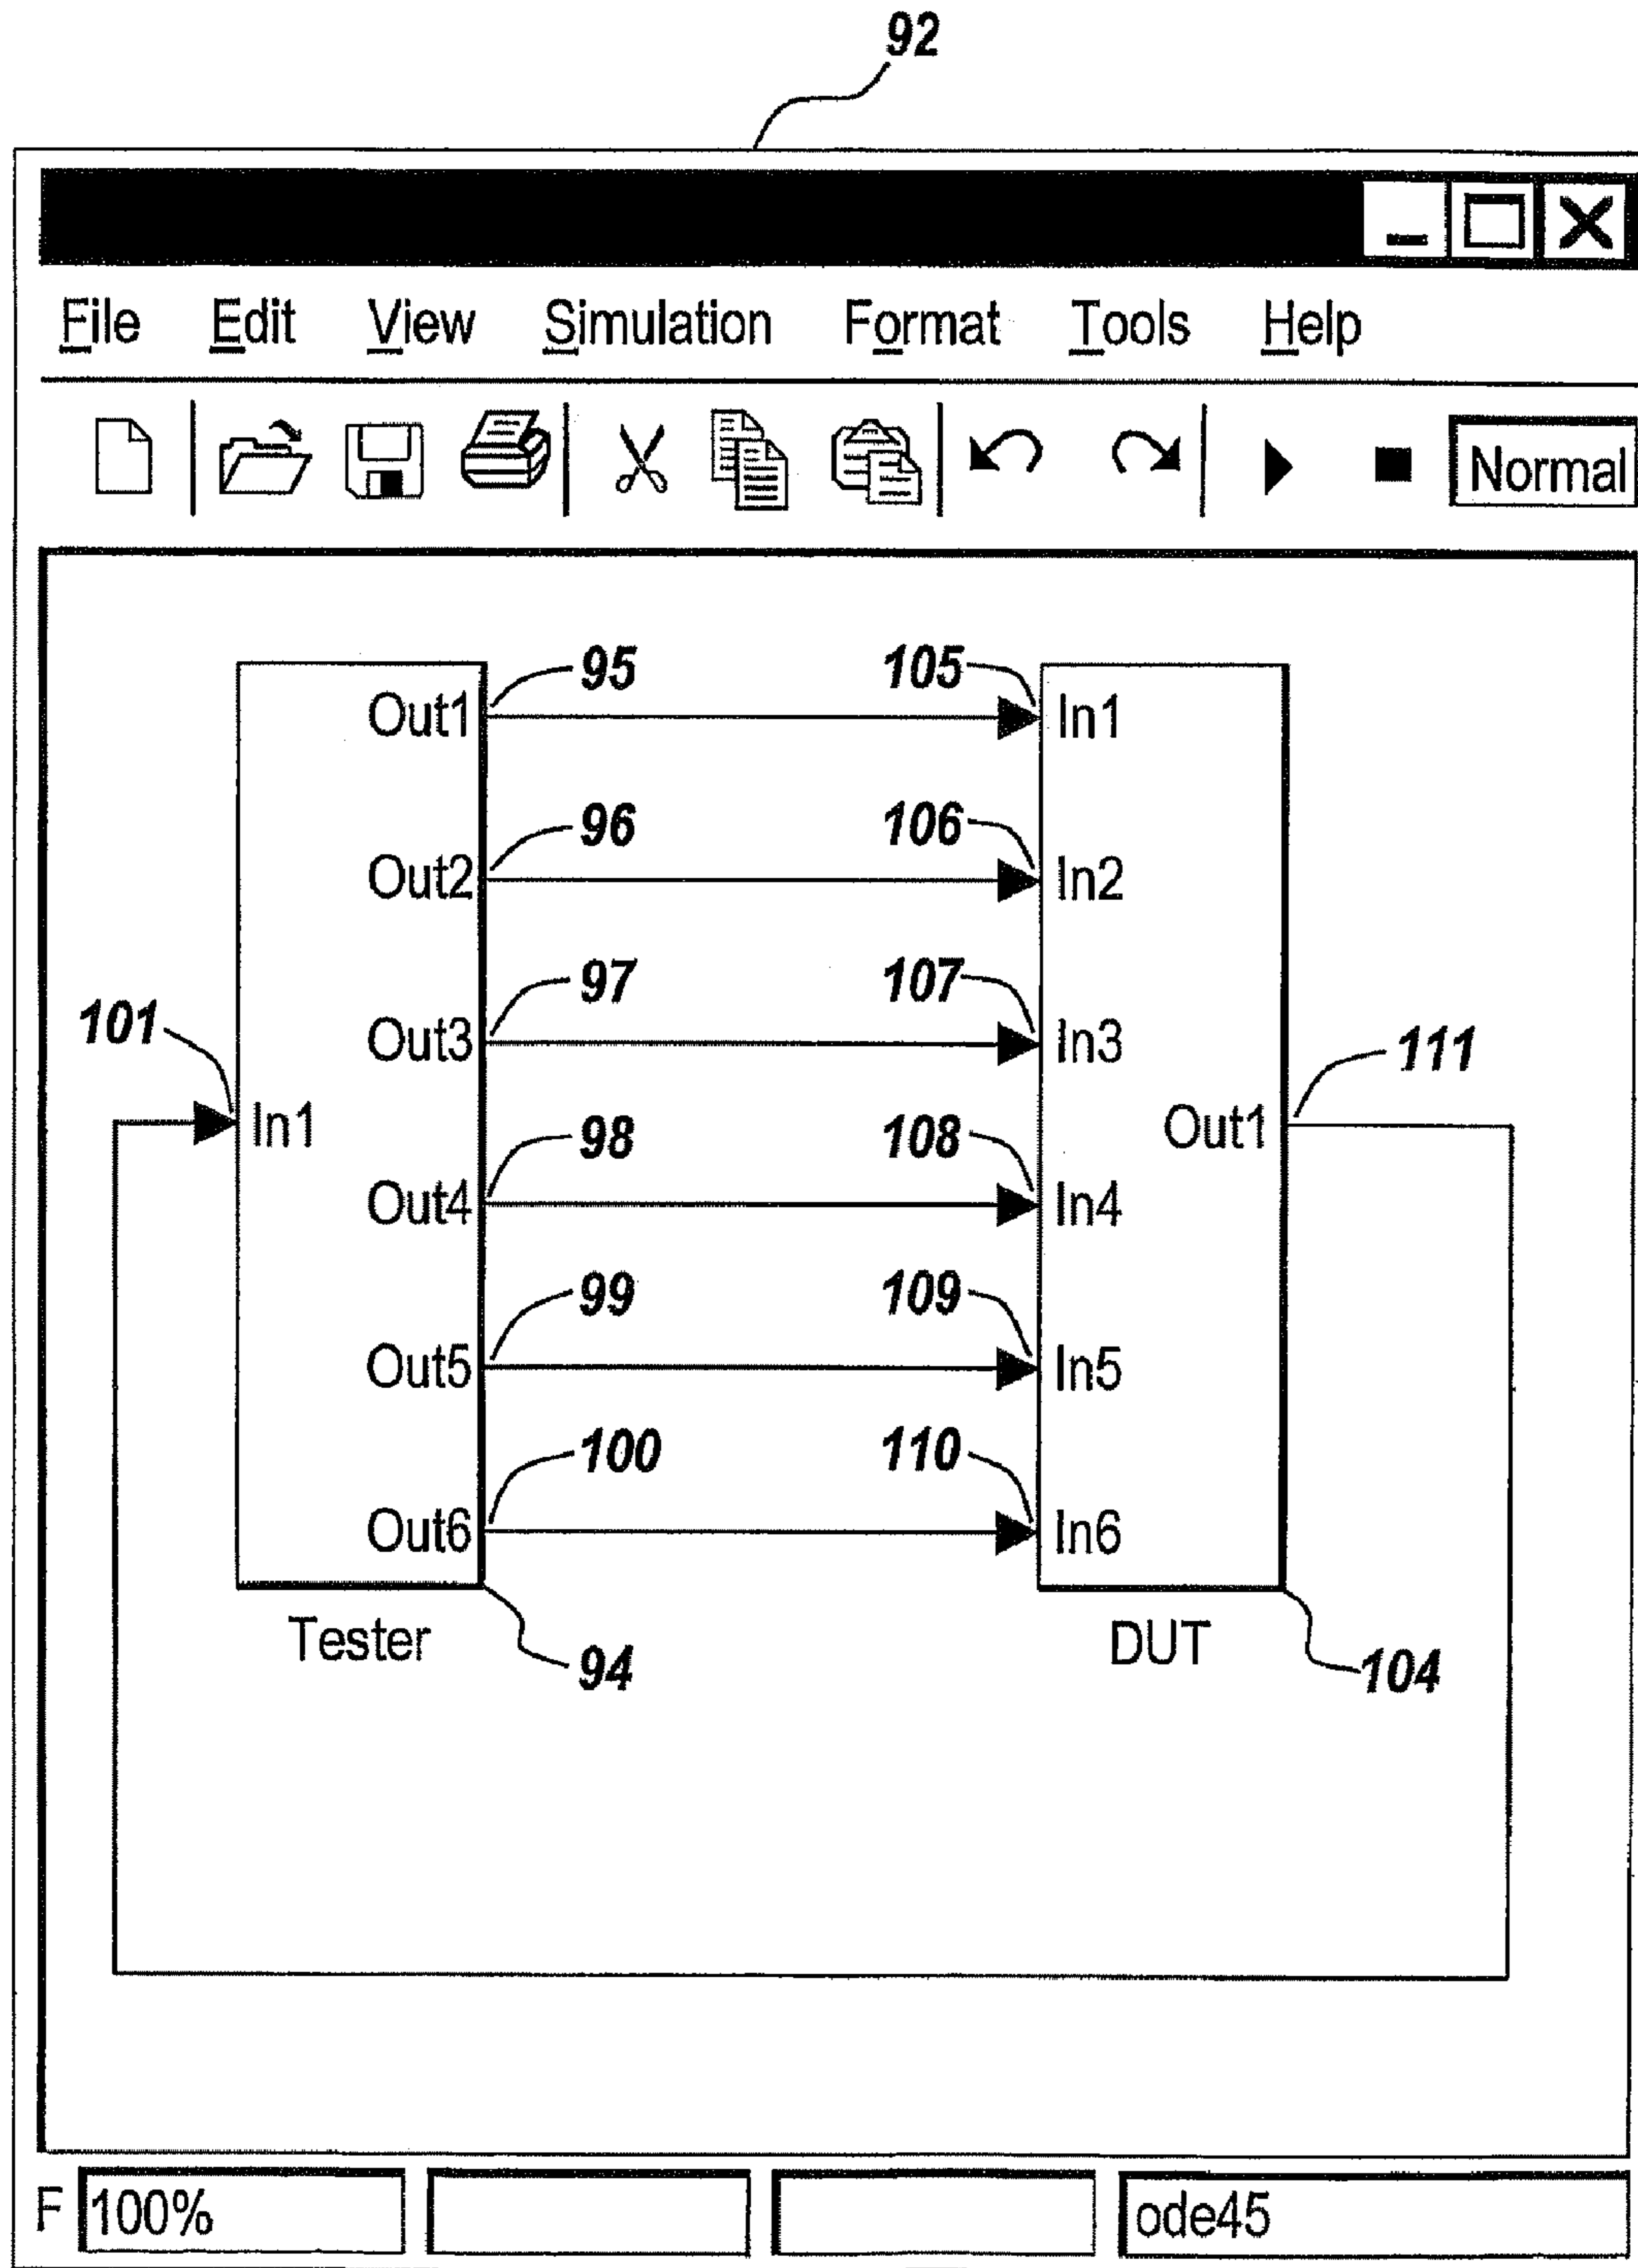 92
File Edit View Simulation Format Tools Help
Normal
95 105
Out1 In1
96 106
Out2 In2
97 107
101
Out3 In3
111
In1 Out1
98 108
Out4 In4
99 109
Out5 In5
100 110
Out6 In6
Tester DUT
94 104
F 100% ode45